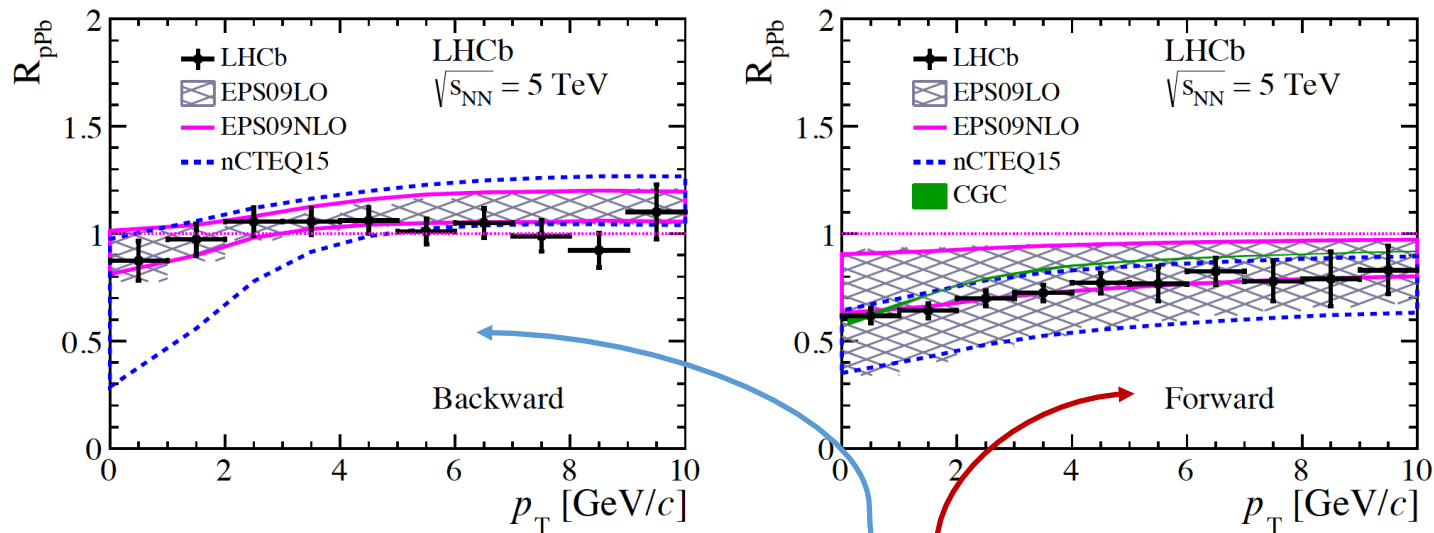 R_pPb
2
1.5
1
0.5
0
LHCb
EPS09LO
EPS09NLO
nCTEQ15
LHCb
√s_NN = 5 TeV
Backward
0 2 4 6 8 10
p_T [GeV/c]
R_pPb
2
1.5
1
0.5
0
LHCb
EPS09LO
EPS09NLO
nCTEQ15
CGC
LHCb
√s_NN = 5 TeV
Forward
0 2 4 6 8 10
p_T [GeV/c]